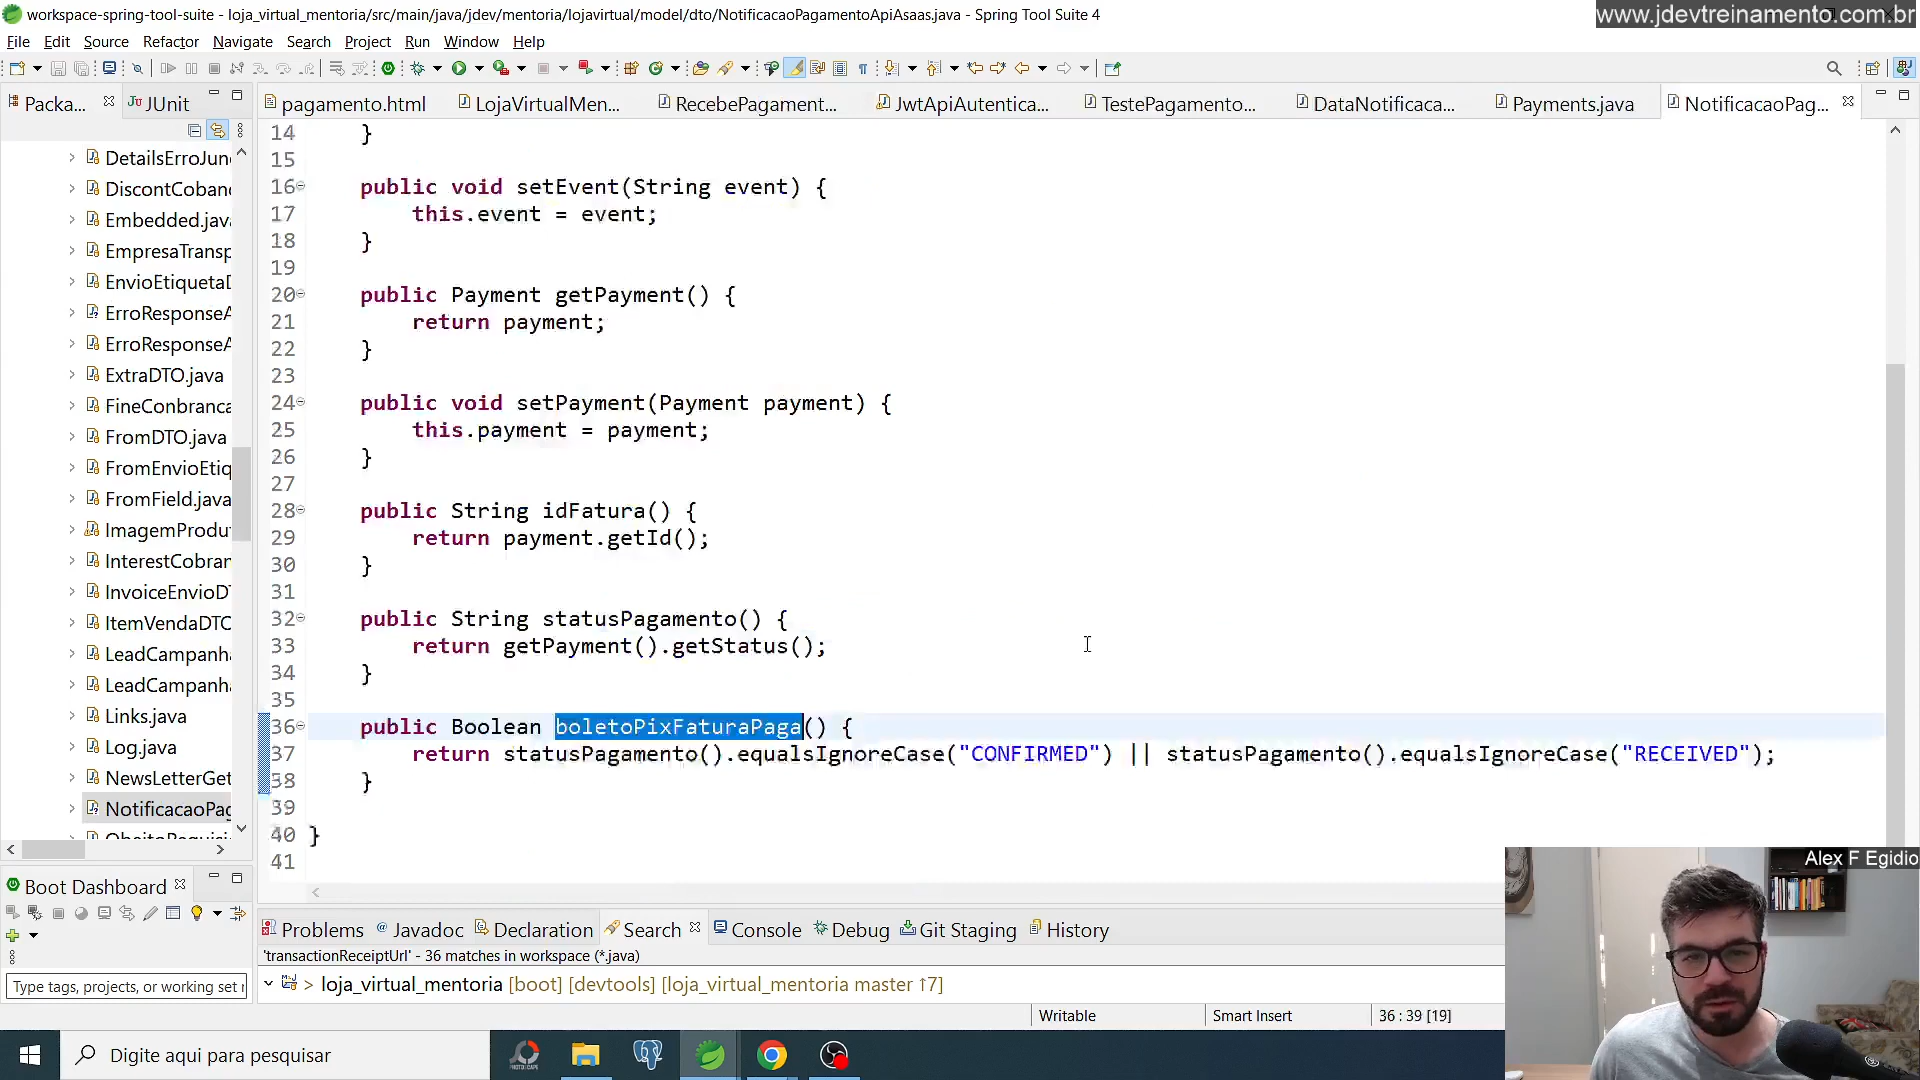 workspace-spring-tool-suite - loja_virtual_mentoria/src/main/java/jdev/mentoria/lojavirtual/model/dto/NotificacaoPagamentoApiAsaas.java - Spring Tool Suite 4
www.jdevtreinamento.com.br
File Edit Source Refactor Navigate Search Project Run Window Help
Packa... JUnit
pagamento.html LojaVirtualMen... RecebePagament... JwtApiAutentica... TestePagamento... DataNotificaca... Payments.java NotificacaoPag...
DetailsErroJun
DiscontCoban
Embedded.java
EmpresaTransp
EnvioEtiquetaD
ErroResponseA
ErroResponseA
ExtraDTO.java
FineConbranca
FromDTO.java
FromEnvioEtiq
FromField.java
ImagemProdu
InterestCobran
InvoiceEnvioDT
ItemVendaDTC
LeadCampanha
LeadCampanha
Links.java
Log.java
NewsLetterGet
NotificacaoPag
14 }
15
16 public void setEvent(String event) {
17 this.event = event;
18 }
19
20 public Payment getPayment() {
21 return payment;
22 }
23
24 public void setPayment(Payment payment) {
25 this.payment = payment;
26 }
27
28 public String idFatura() {
29 return payment.getId();
30 }
31
32 public String statusPagamento() {
33 return getPayment().getStatus();
34 }
35
36 public Boolean boletoPixFaturaPaga() {
37 return statusPagamento().equalsIgnoreCase("CONFIRMED") || statusPagamento().equalsIgnoreCase("RECEIVED");
38 }
39
40 }
41
Boot Dashboard
Type tags, projects, or working set n
Problems Javadoc Declaration Search Console Debug Git Staging History
'transactionReceiptUrl' - 36 matches in workspace (*.java)
> loja_virtual_mentoria [boot] [devtools] [loja_virtual_mentoria master ↑7]
Writable Smart Insert 36 : 39 [19]
Alex F Egidio
Digite aqui para pesquisar